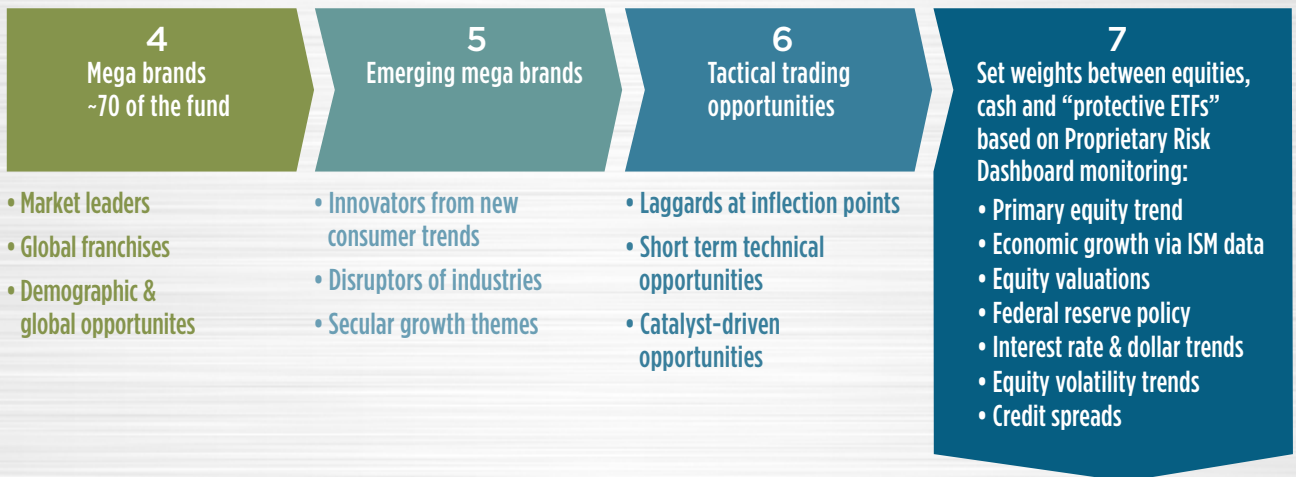 4
Mega brands
~70 of the fund
• Market leaders
• Global franchises
• Demographic &
global opportunites
5
Emerging mega brands
• Innovators from new
consumer trends
• Disruptors of industries
• Secular growth themes
6
Tactical trading
opportunities
• Laggards at inflection points
• Short term technical
opportunities
• Catalyst-driven
opportunities
7
Set weights between equities,
cash and “protective ETFs”
based on Proprietary Risk
Dashboard monitoring:
• Primary equity trend
• Economic growth via ISM data
• Equity valuations
• Federal reserve policy
• Interest rate & dollar trends
• Equity volatility trends
• Credit spreads